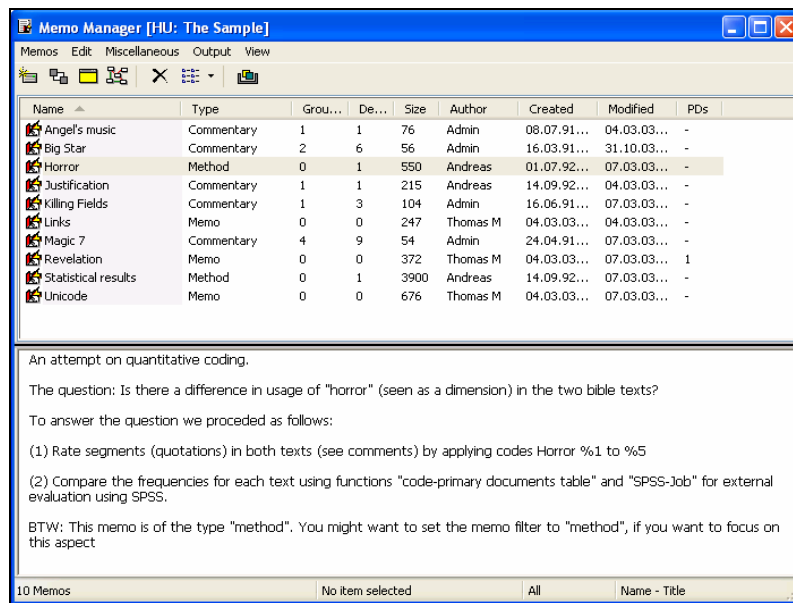 Memo Manager [HU: The Sample]
Memos Edit Miscellaneous Output View
Name Type Grou... De... Size Author Created Modified PDs
Angel's music Commentary 1 1 76 Admin 08.07.91... 04.03.03... -
Big Star Commentary 2 6 56 Admin 16.03.91... 31.10.03... -
Horror Method 0 1 550 Andreas 01.07.92... 07.03.03... -
Justification Commentary 1 1 215 Andreas 14.09.92... 04.03.03... -
Killing Fields Commentary 1 3 104 Admin 16.06.91... 07.03.03... -
Links Memo 0 0 247 Thomas M 04.03.03... 04.03.03... -
Magic 7 Commentary 4 9 54 Admin 24.04.91... 07.03.03... -
Revelation Memo 0 0 372 Thomas M 04.03.03... 07.03.03... 1
Statistical results Method 0 1 3900 Andreas 14.09.92... 07.03.03... -
Unicode Memo 0 0 676 Thomas M 04.03.03... 07.03.03... -
An attempt on quantitative coding.
The question: Is there a difference in usage of "horror" (seen as a dimension) in the two bible texts?
To answer the question we proceded as follows:
(1) Rate segments (quotations) in both texts (see comments) by applying codes Horror %1 to %5
(2) Compare the frequencies for each text using functions "code-primary documents table" and "SPSS-Job" for external
evaluation using SPSS.
BTW: This memo is of the type "method". You might want to set the memo filter to "method", if you want to focus on
this aspect
10 Memos No item selected All Name - Title